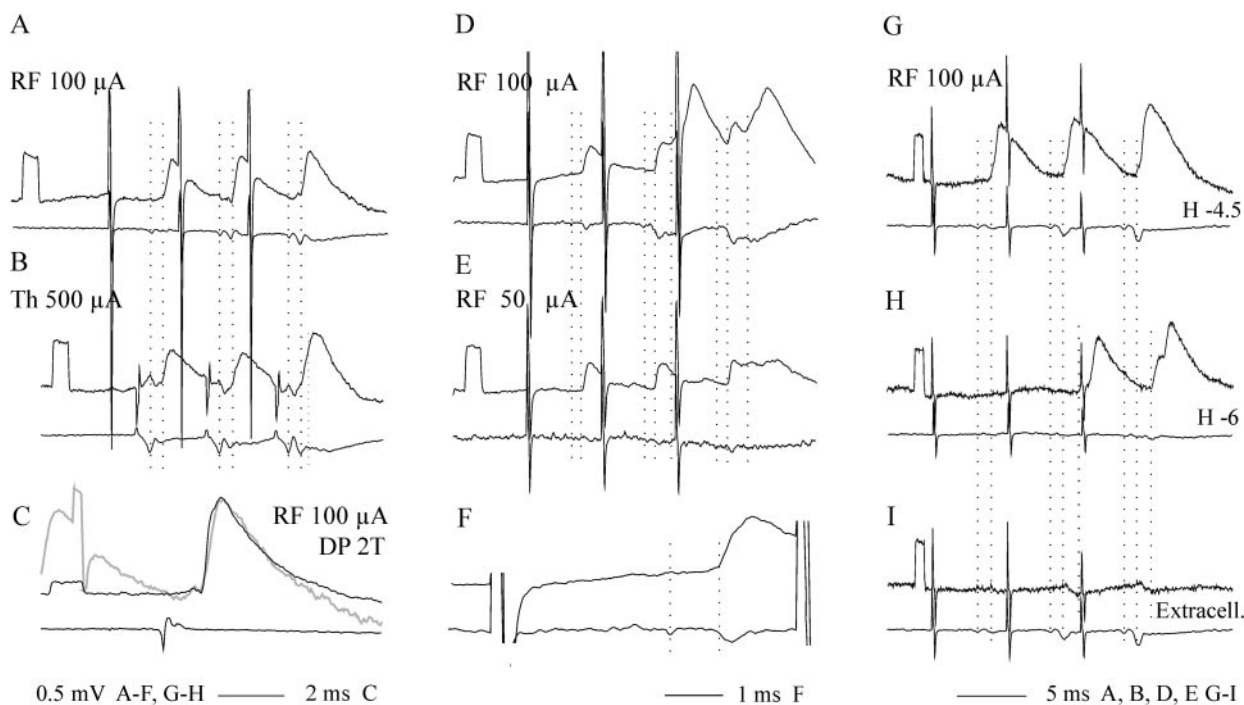 A
RF 100 µA
B
Th 500 µA
C
RF 100 µA
DP 2T
D
RF 100 µA
E
RF 50 µA
F
G
RF 100 µA
H -4.5
H
H -6
I
Extracell.
0.5 mV A-F, G-H 2 ms C
1 ms F
5 ms A, B, D, E G-I